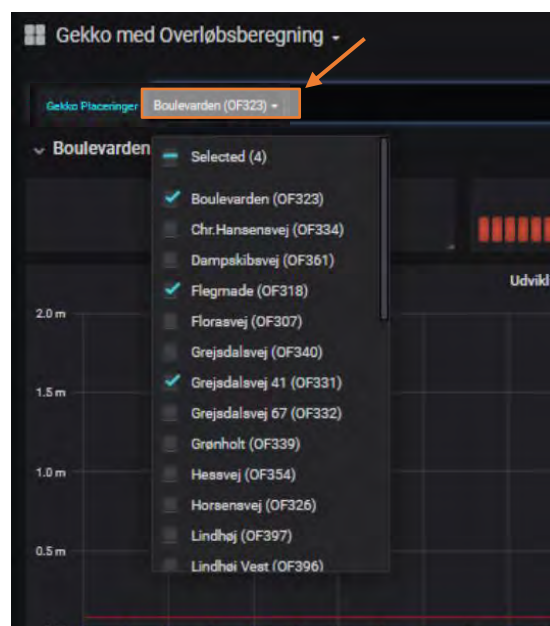 Gekko med Overløbsberegning
Gekko Placeringer Boulevarden (OF323)
Boulevarden
Selected (4)
Boulevarden (OF323)
Chr.Hansensvej (OF334)
Dampskibsvej (OF361)
Flegmade (OF318)
Florasvej (OF307)
Grejsdalsvej (OF340)
Grejsdalsvej 41 (OF331)
Grejsdalsvej 67 (OF332)
Grønholt (OF339)
Hessvej (OF354)
Horsensvej (OF326)
Lindhøj (OF397)
Lindhøj Vest (OF396)
Udvikl
2.0 m
1.5 m
1.0 m
0.5 m